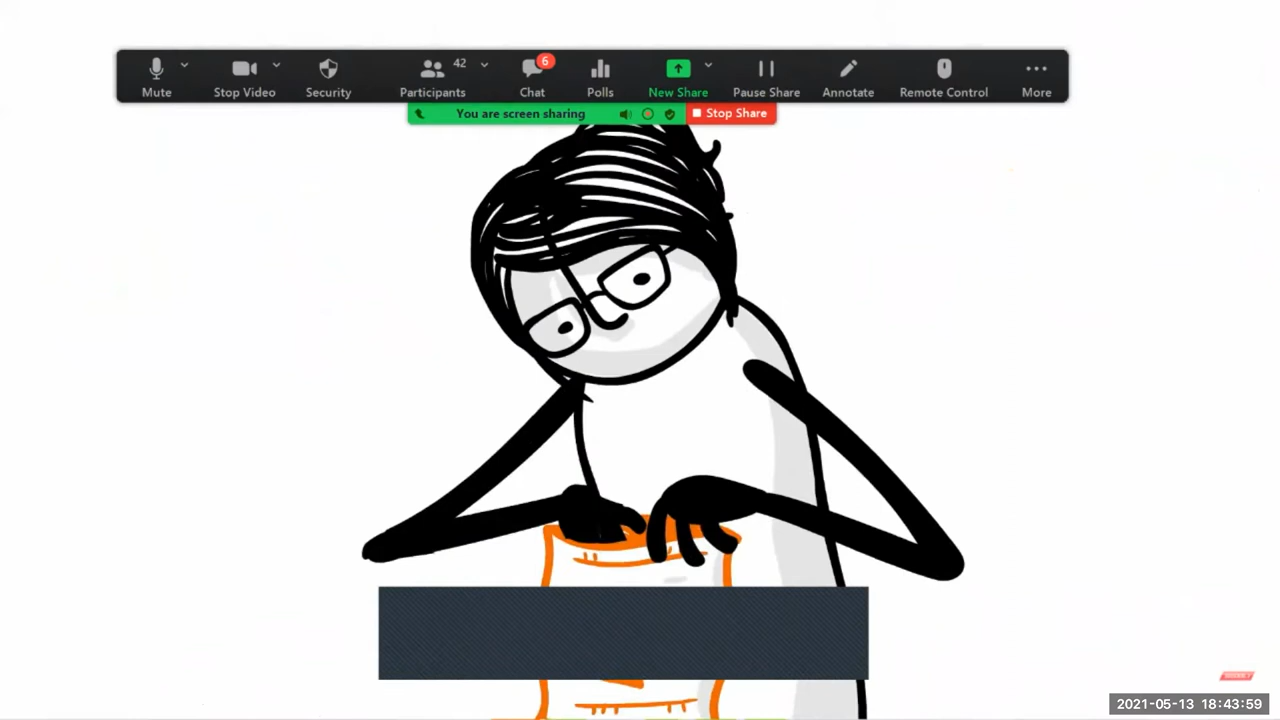 42
6
Mute
Stop Video
Security
Participants
Chat
Polls
New Share
Pause Share
Annotate
Remote Control
More
You are screen sharing
Stop Share
2021-05-13 18:43:59